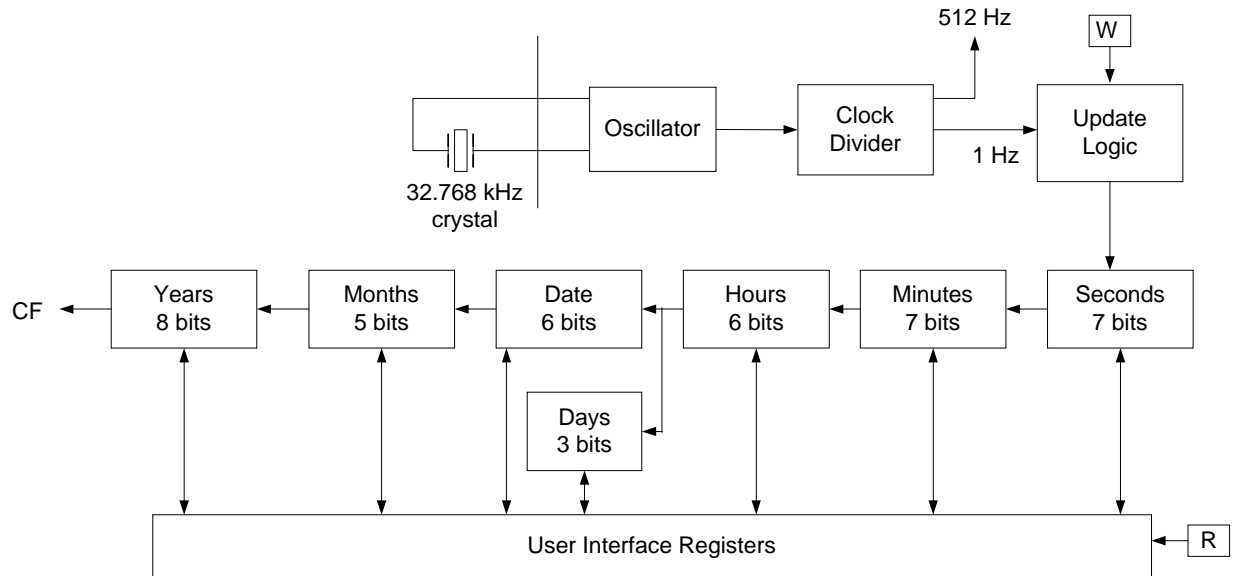 512 Hz
W
Oscillator
Clock
Divider
Update
Logic
1 Hz
32.768 kHz
crystal
CF
Years
8 bits
Months
5 bits
Date
6 bits
Hours
6 bits
Minutes
7 bits
Seconds
7 bits
Days
3 bits
User Interface Registers
R